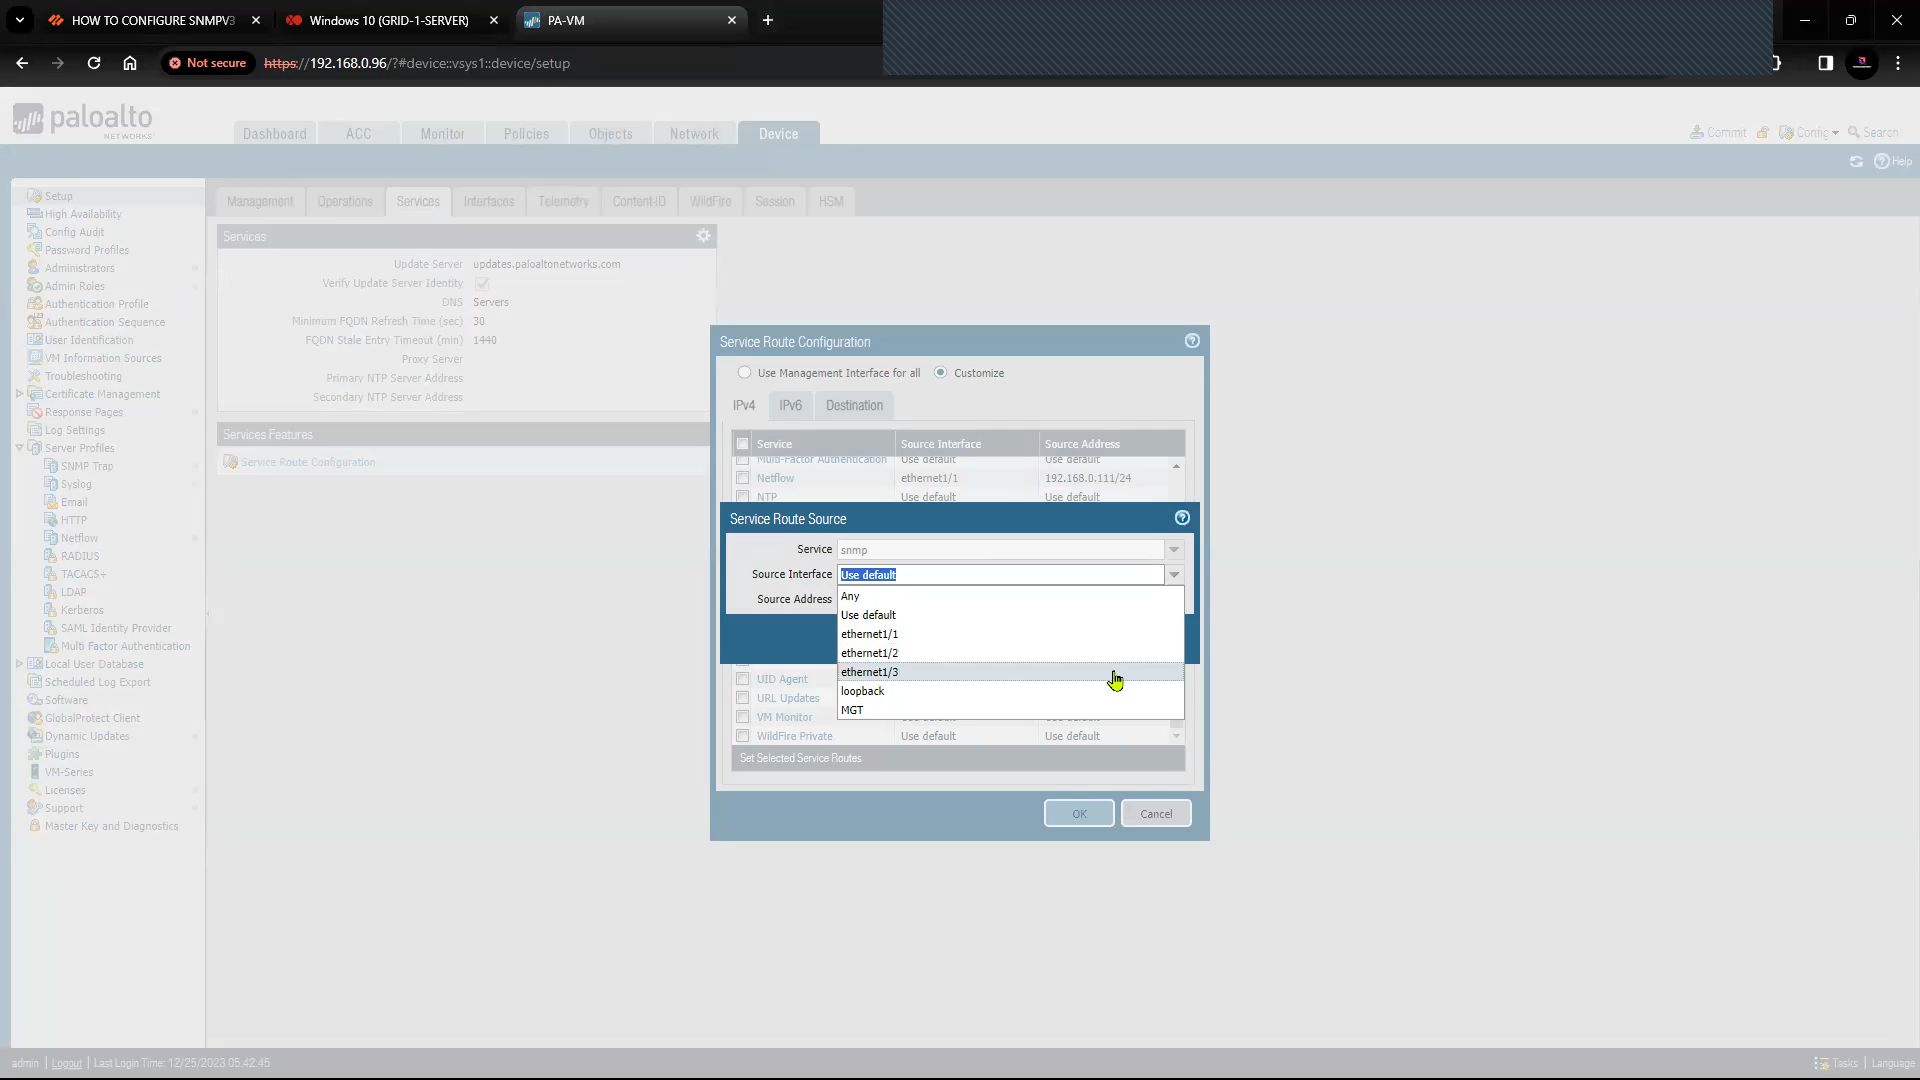 HOW TO CONFIGURE SNMPV3
Windows 10 (GRID-1-SERVER)
PA-VM
Not secure
https://192.168.0.96/?#device::vsys1::device/setup
paloalto
NETWORKS
Dashboard
ACC
Monitor
Policies
Objects
Network
Device
Commit
Config
Search
Help
Setup
High Availability
Config Audit
Password Profiles
Administrators
Admin Roles
Authentication Profile
Authentication Sequence
User Identification
VM Information Sources
Troubleshooting
Certificate Management
Response Pages
Log Settings
Server Profiles
SNMP Trap
Syslog
Email
HTTP
Netflow
RADIUS
TACACS+
LDAP
Kerberos
SAML Identity Provider
Multi Factor Authentication
Local User Database
Scheduled Log Export
Software
GlobalProtect Client
Dynamic Updates
Plugins
VM-Series
Licenses
Support
Master Key and Diagnostics
Management
Operations
Services
Interfaces
Telemetry
Content-ID
WildFire
Session
HSM
Services
Update Server updates.paloaltonetworks.com
Verify Update Server Identity
DNS Servers
Minimum FQDN Refresh Time (sec) 30
FQDN Stale Entry Timeout (min) 1440
Proxy Server
Primary NTP Server Address
Secondary NTP Server Address
Services Features
Service Route Configuration
Service Route Configuration
Use Management Interface for all
Customize
IPv4
IPv6
Destination
Service Source Interface Source Address
Multi-Factor Authentication Use default Use default
Netflow ethernet1/1 192.168.0.111/24
NTP Use default Use default
Service Route Source
Service snmp
Source Interface Use default
Source Address
Any
Use default
ethernet1/1
ethernet1/2
ethernet1/3
loopback
MGT
UID Agent
URL Updates
VM Monitor Use default Use default
WildFire Private Use default Use default
Set Selected Service Routes
OK
Cancel
admin | Logout | Last Login Time: 12/25/2023 05:42:45
Tasks | Language